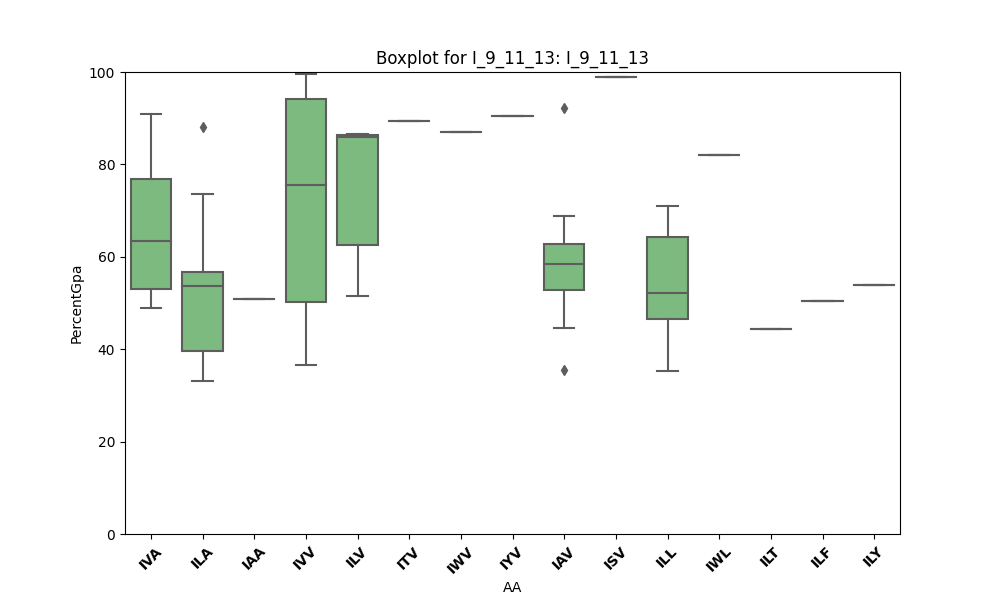 Boxplot for I_9_11_13: I_9_11_13
100
80
60
40
20
0
PercentGpa
IVA
ILA
IAA
IVV
ILV
ITV
IWV
IYV
IAV
ISV
ILL
IWL
ILT
ILF
ILY
AA